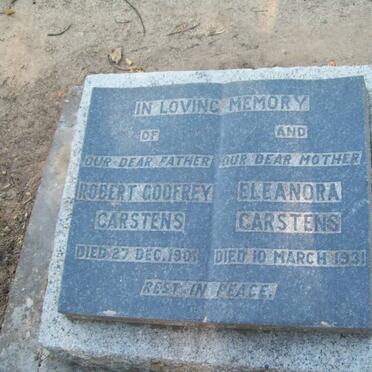 IN LOVING MEMORY
OF
OUR DEAR FATHER
ROBERT GODFREY
CARSTENS
DIED 27 DEC. 1901
AND
OUR DEAR MOTHER
ELEANORA
CARSTENS
DIED 10 MARCH 1931
REST IN PEACE.